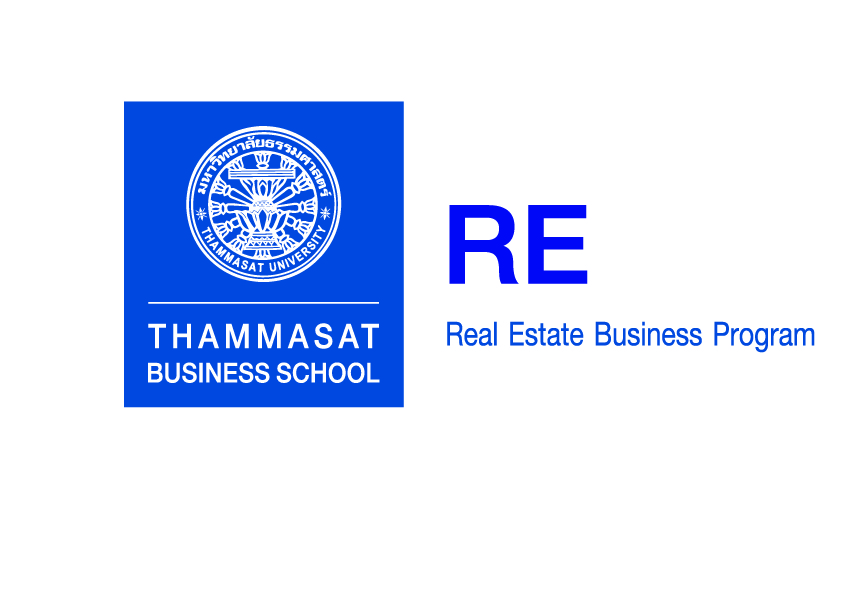 มหาวิทยาลัยธรรมศาสตร์
THAMMASAT UNIVERSITY
THAMMASAT
BUSINESS SCHOOL
RE
Real Estate Business Program